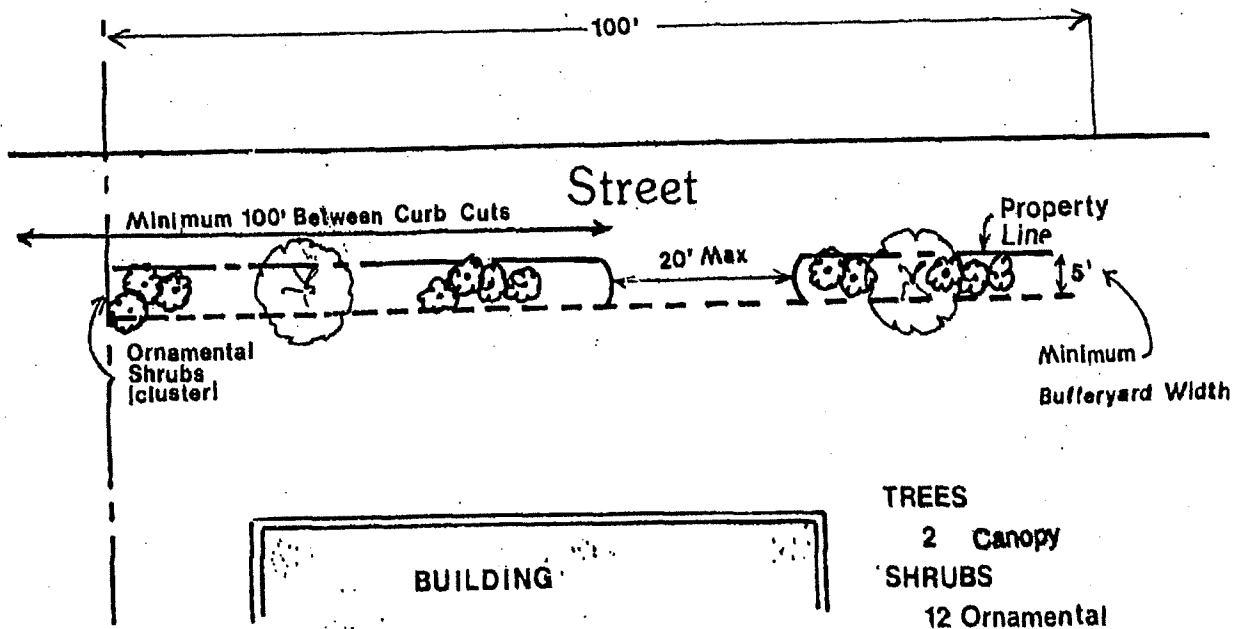 100'
Street
Minimum 100' Between Curb Cuts
Property
Line
20' Max
5'
Ornamental
Shrubs
[cluster]
Minimum
Bufferyard Width
TREES
2 Canopy
SHRUBS
12 Ornamental
BUILDING